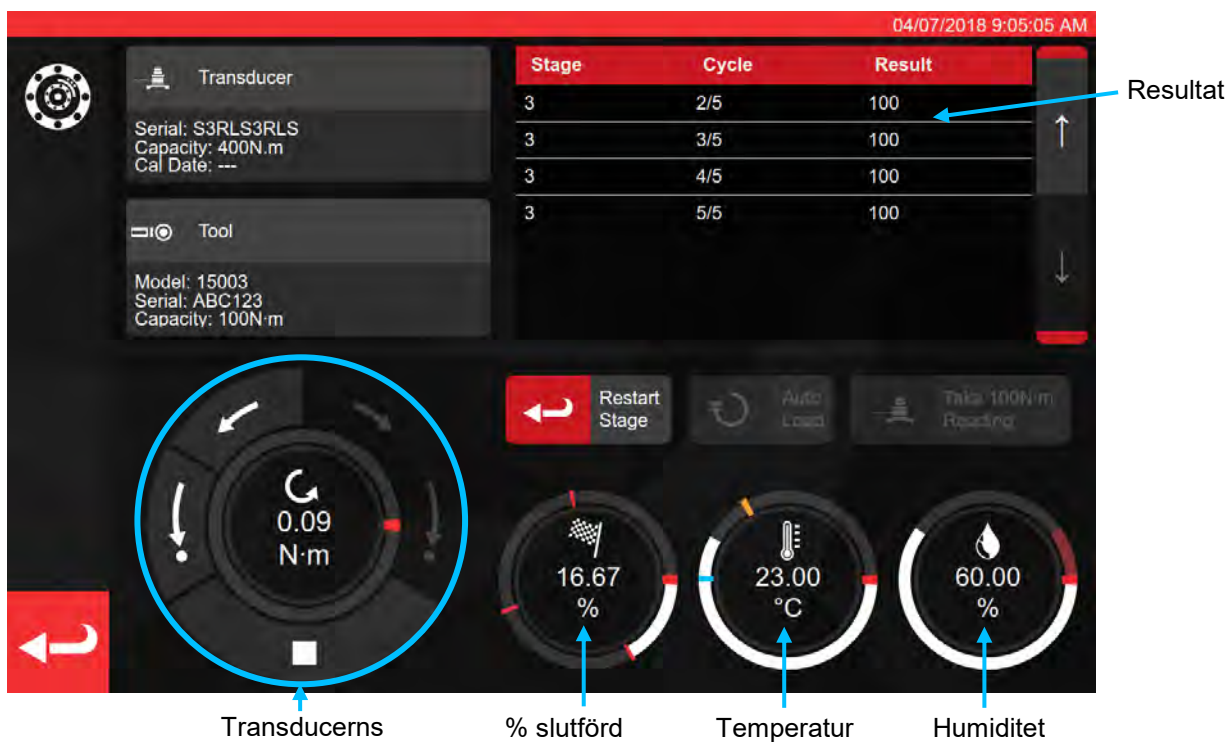 04/07/2018 9:05:05 AM
Transducer
Serial: S3RLS3RLS
Capacity: 400N.m
Cal Date: ---
Tool
Model: 15003
Serial: ABC123
Capacity: 100N·m
Stage Cycle Result
3 2/5 100
3 3/5 100
3 4/5 100
3 5/5 100
Resultat
Restart
Stage
Auto
Load
Take 100N·m
Reading
0.09
N·m
16.67
%
23.00
°C
60.00
%
Transducerns
% slutförd
Temperatur
Humiditet